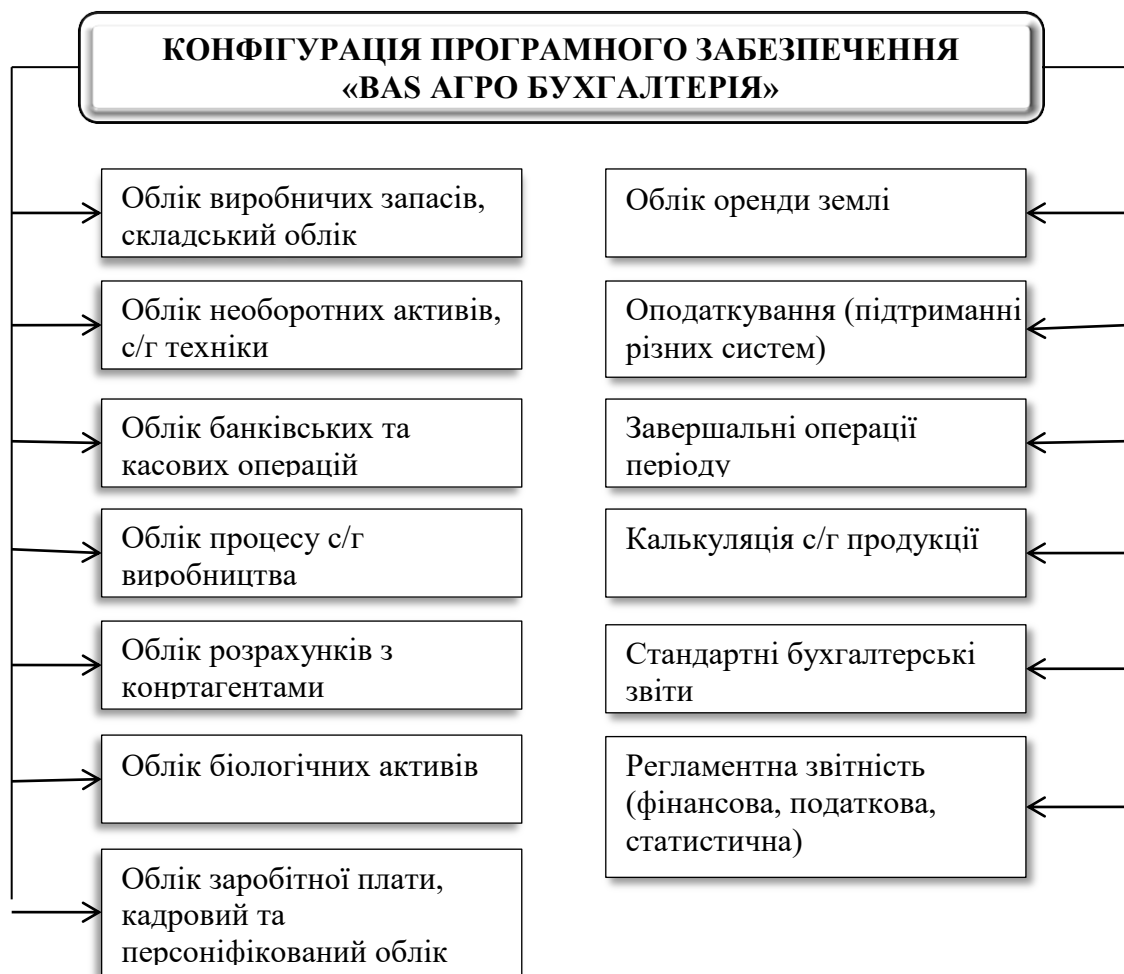 КОНФІГУРАЦІЯ ПРОГРАМНОГО ЗАБЕЗПЕЧЕННЯ
«BAS АГРО БУХГАЛТЕРІЯ»
Облік виробничих запасів,
складський облік
Облік необоротних активів,
с/г техніки
Облік банківських та
касових операцій
Облік процесу с/г
виробництва
Облік розрахунків з
конртагентами
Облік біологічних активів
Облік заробітної плати,
кадровий та
персоніфікований облік
Облік оренди землі
Оподаткування (підтриманні
різних систем)
Завершальні операції
періоду
Калькуляція с/г продукції
Стандартні бухгалтерські
звіти
Регламентна звітність
(фінансова, податкова,
статистична)